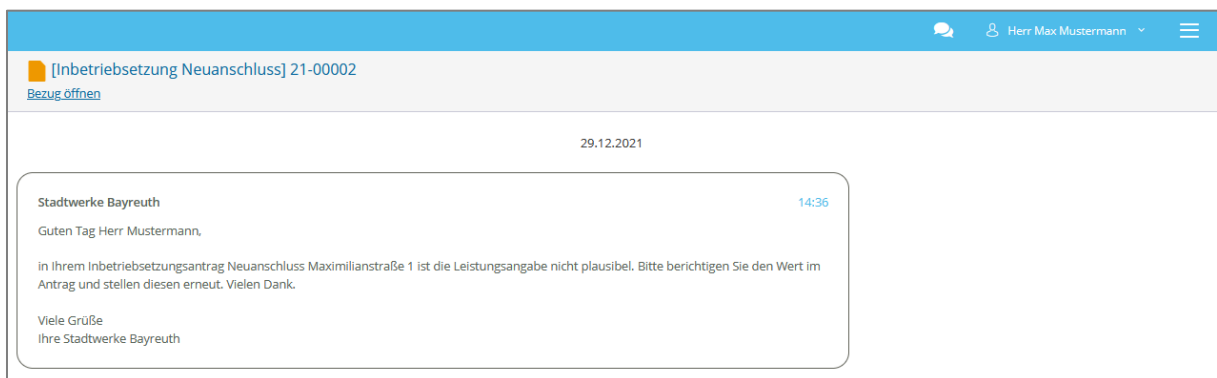 Herr Max Mustermann
[Inbetriebsetzung Neuanschluss] 21-00002
Bezug öffnen
29.12.2021
Stadtwerke Bayreuth 14:36
Guten Tag Herr Mustermann,
in Ihrem Inbetriebsetzungsantrag Neuanschluss Maximilianstraße 1 ist die Leistungsangabe nicht plausibel. Bitte berichtigen Sie den Wert im
Antrag und stellen diesen erneut. Vielen Dank.
Viele Grüße
Ihre Stadtwerke Bayreuth